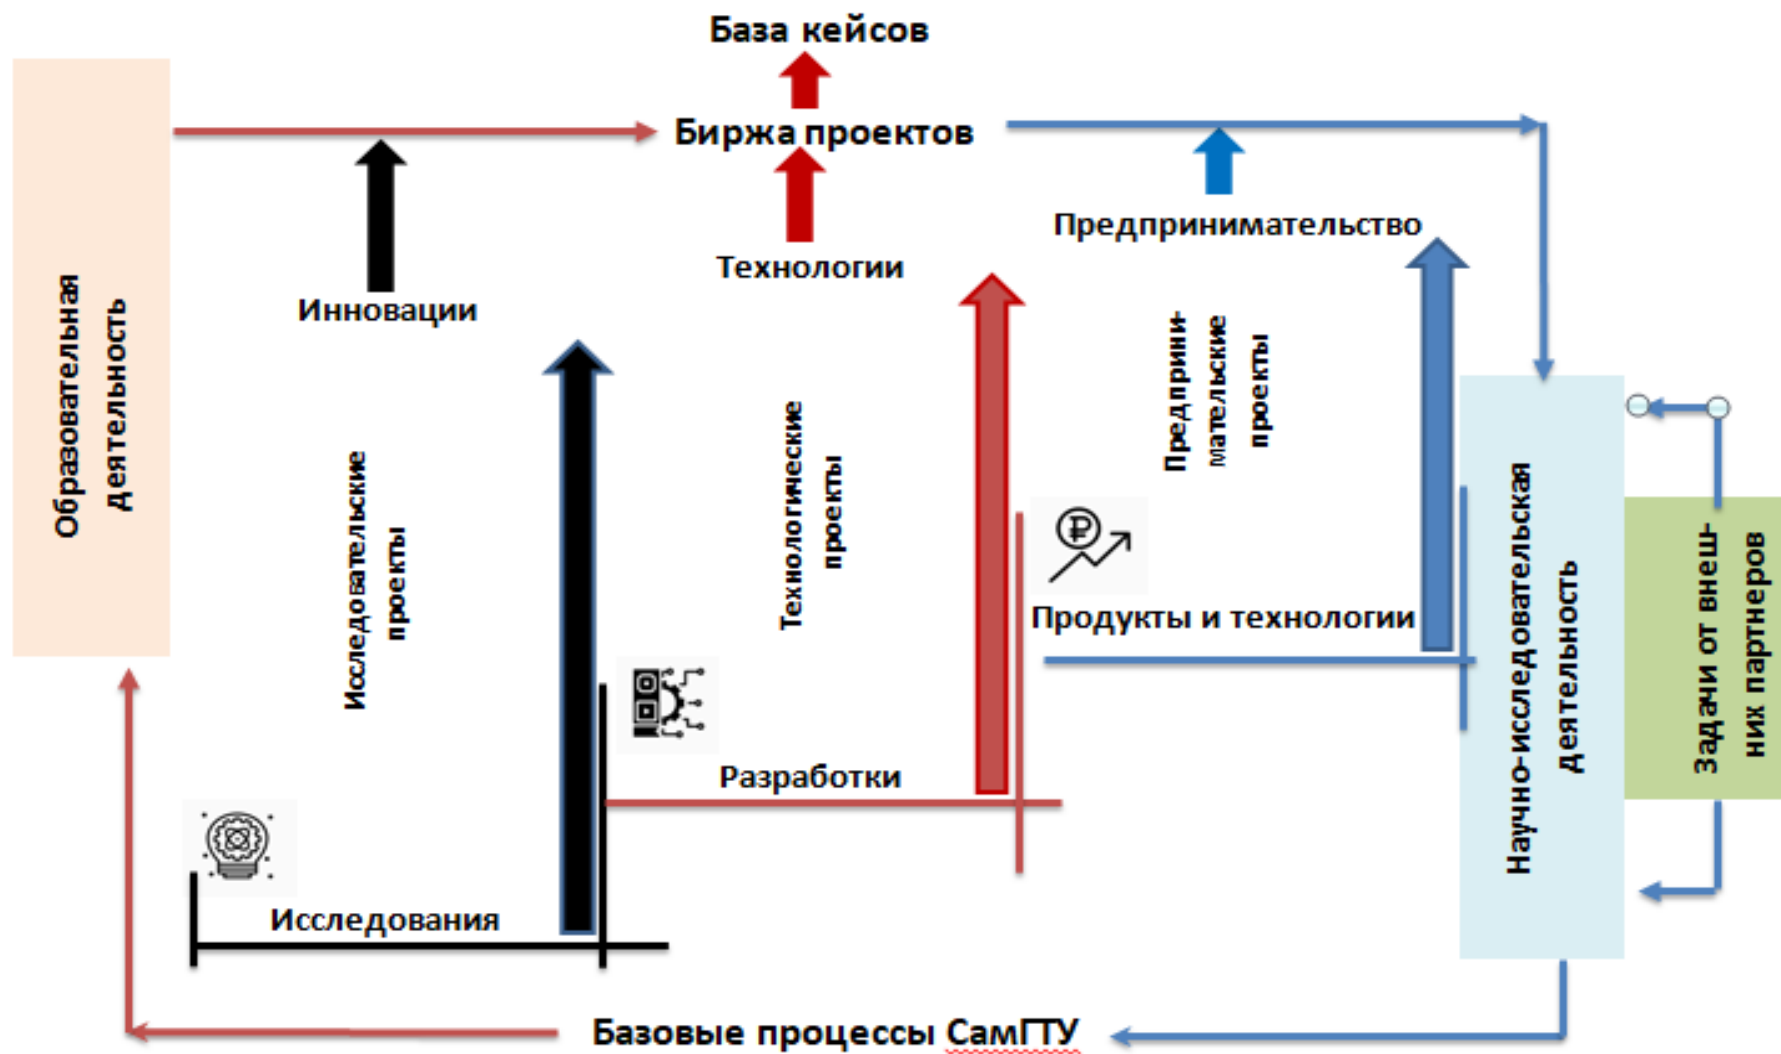 База кейсов
Биржа проектов
Предпринимательство
Технологии
Инновации
Образовательная
деятельность
Исследовательские
проекты
Технологические
проекты
Предприни-
мательские
проекты
Продукты и технологии
Разработки
Исследования
Научно-исследовательская
деятельность
Задачи от внеш-
них партнеров
Базовые процессы СамГТУ